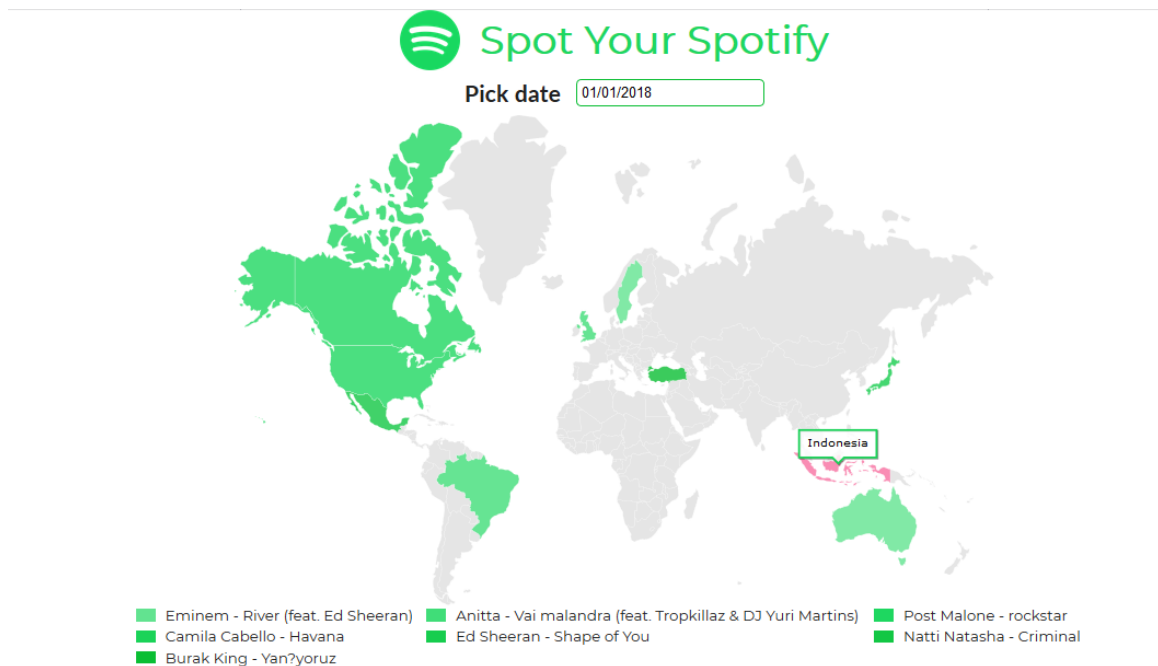 Spot Your Spotify
Pick date 01/01/2018
Indonesia
Eminem - River (feat. Ed Sheeran) Anitta - Vai malandra (feat. Tropkillaz & DJ Yuri Martins) Post Malone - rockstar
Camila Cabello - Havana Ed Sheeran - Shape of You Natti Natasha - Criminal
Burak King - Yan?yoruz